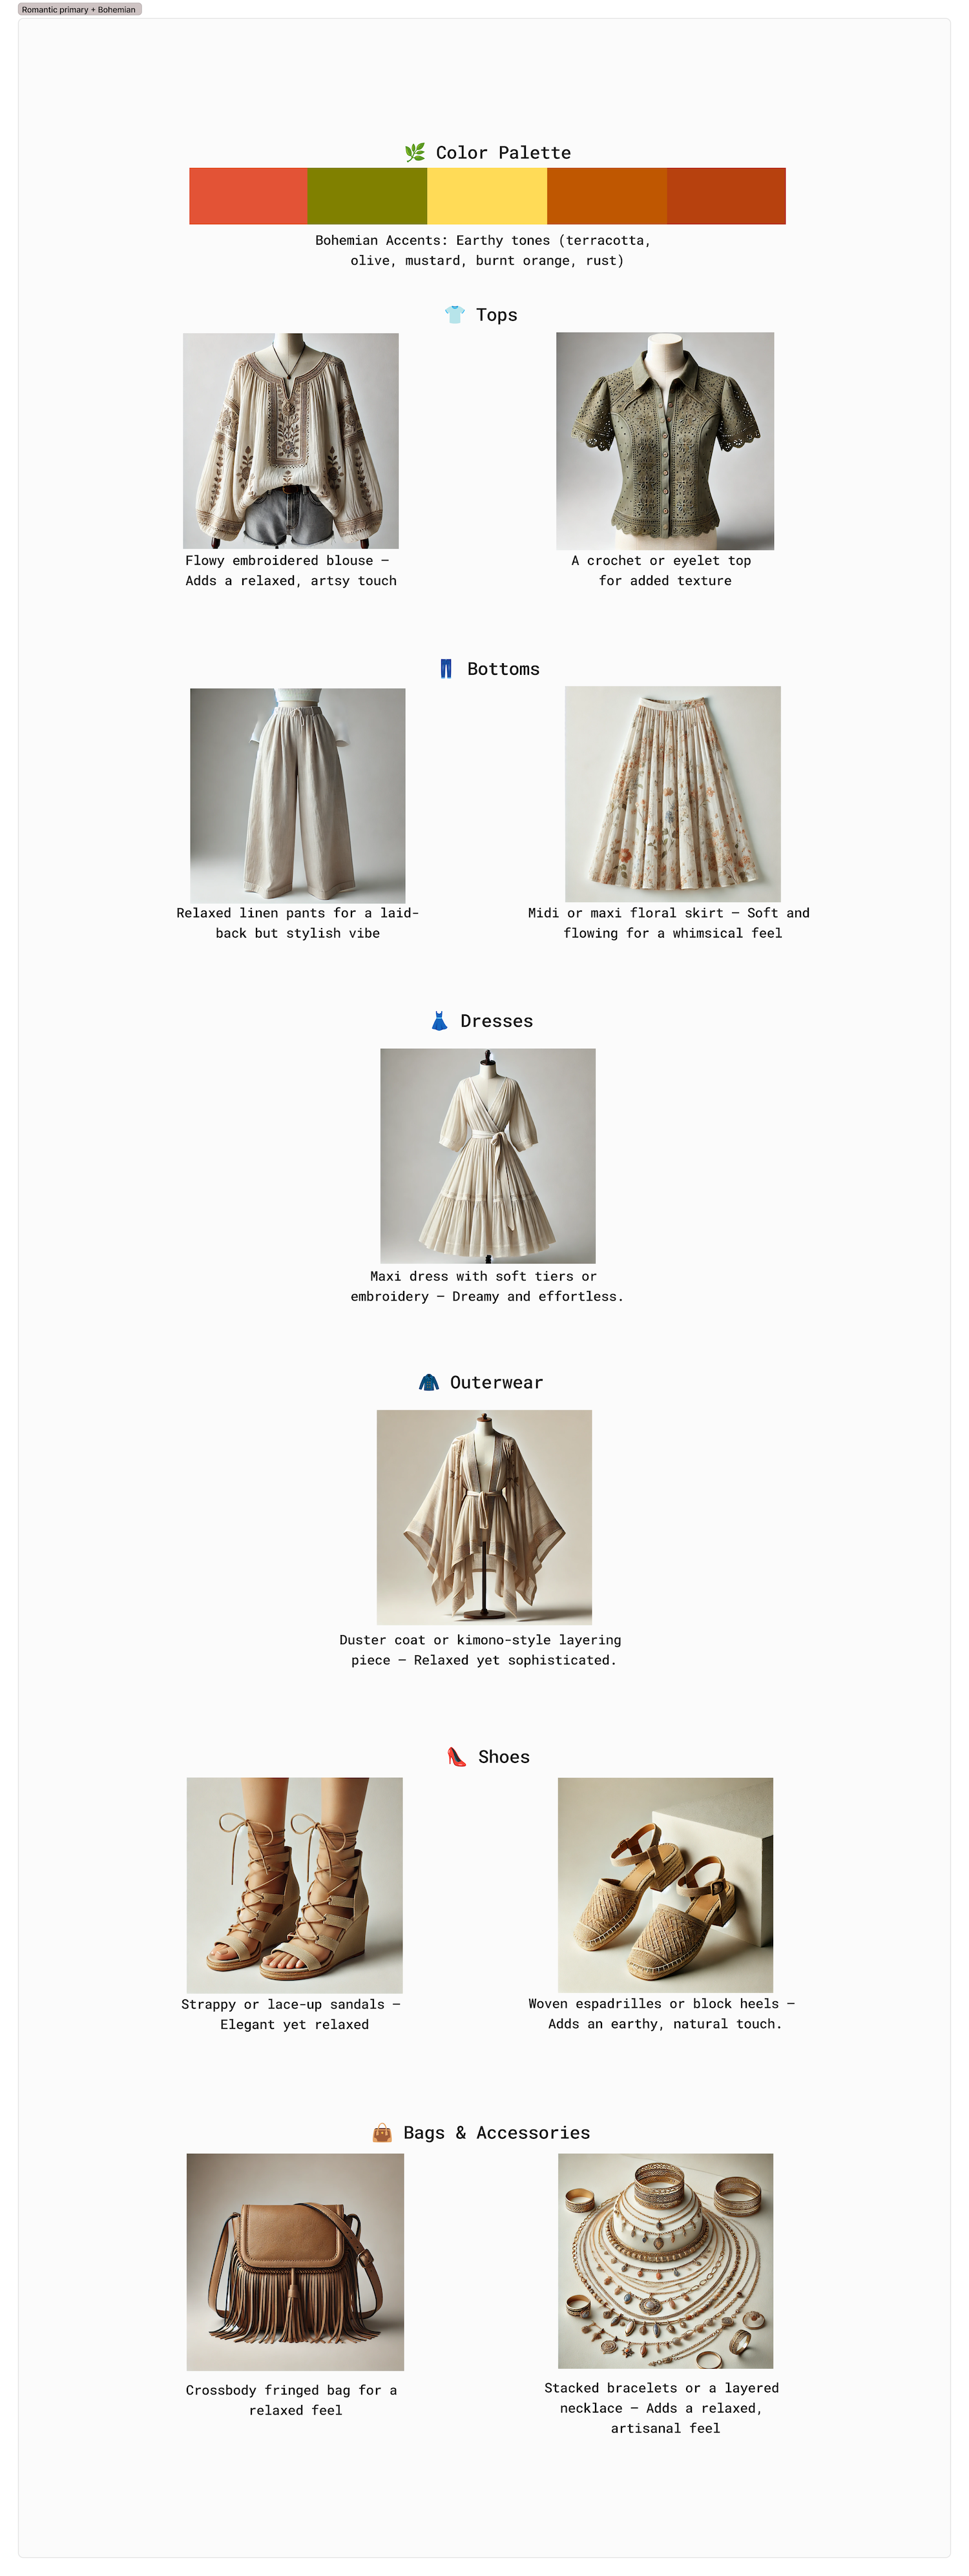 Romantic primary + Bohemian
🌿 Color Palette
Bohemian Accents: Earthy tones (terracotta,
olive, mustard, burnt orange, rust)
👕 Tops
Flowy embroidered blouse –
Adds a relaxed, artsy touch
A crochet or eyelet top
for added texture
👖 Bottoms
Relaxed linen pants for a laid-
back but stylish vibe
Midi or maxi floral skirt – Soft and
flowing for a whimsical feel
👗 Dresses
Maxi dress with soft tiers or
embroidery – Dreamy and effortless.
🧥 Outerwear
Duster coat or kimono-style layering
piece – Relaxed yet sophisticated.
👠 Shoes
Strappy or lace-up sandals –
Elegant yet relaxed
Woven espadrilles or block heels –
Adds an earthy, natural touch.
👜 Bags & Accessories
Crossbody fringed bag for a
relaxed feel
Stacked bracelets or a layered
necklace – Adds a relaxed,
artisanal feel